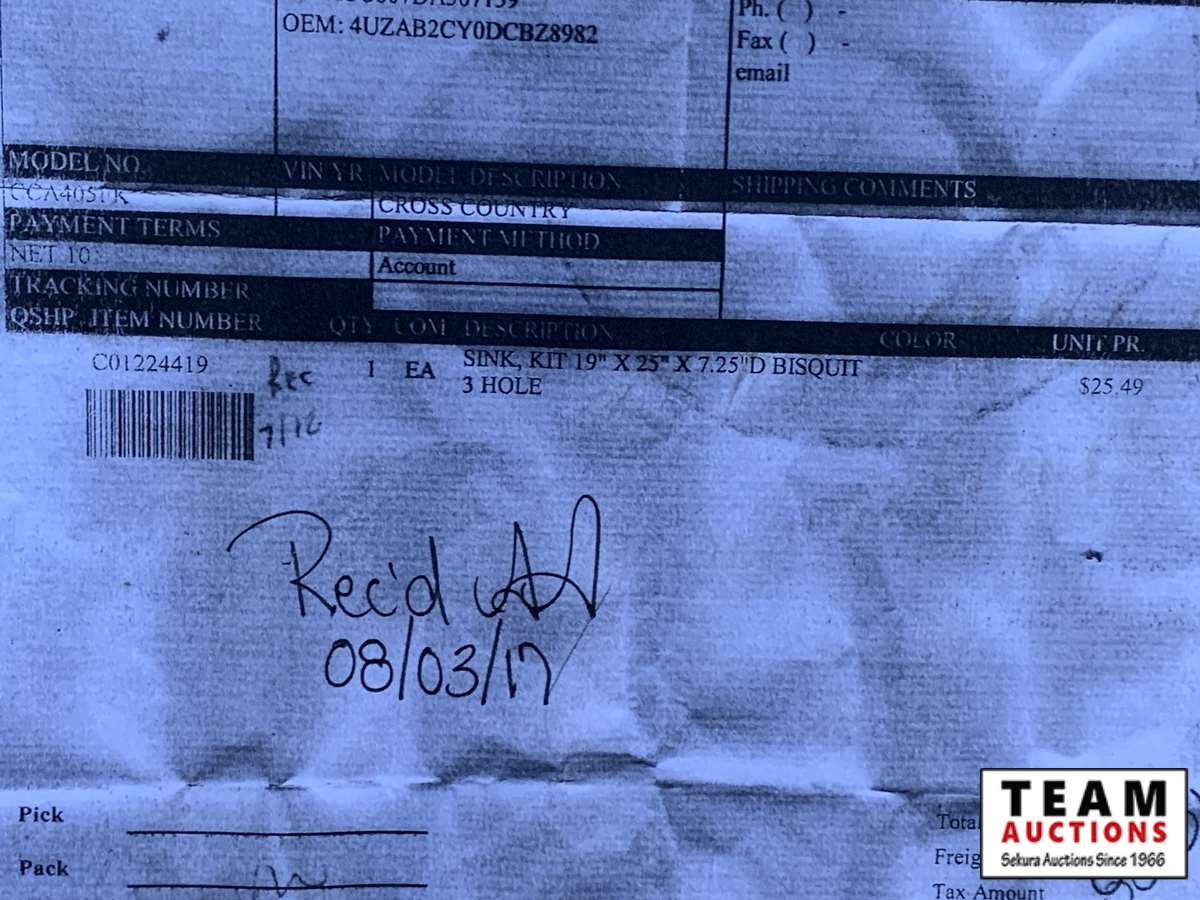 OEM: 4UZAB2CY0DCBZ8982
Ph. ( ) -
Fax ( ) -
email
MODEL NO. VIN YR MODEL DESCRIPTION SHIPPING COMMENTS
CROSS COUNTRY
PAYMENT TERMS PAYMENT METHOD
NET 10
Account
TRACKING NUMBER
QSHP ITEM NUMBER QTY UOM DESCRIPTION COLOR UNIT PR.
C01224419 1 EA SINK, KIT 19" X 25" X 7.25"D BISQUIT $25.49
3 HOLE
Rec
Rec'd
08/03/17
Pick
Pack
Tax Amount
TEAM
AUCTIONS
Sekura Auctions Since 1966